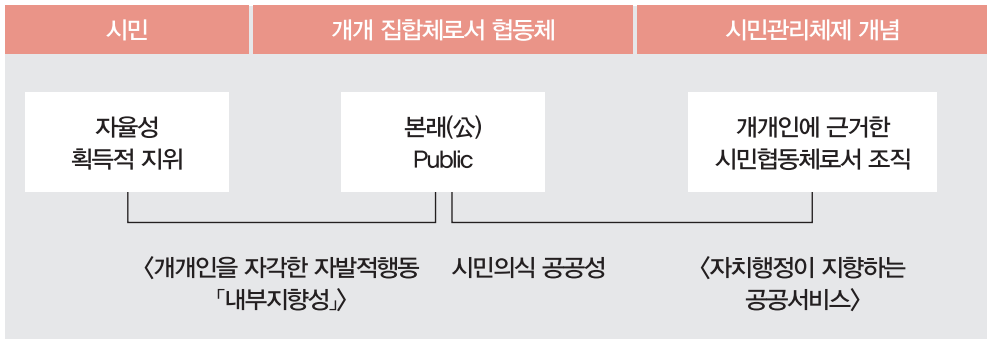 시민
개개 집합체로서 협동체
시민관리체제 개념
자율성
획득적 지위
본래(公)
Public
개개인에 근거한
시민협동체로서 조직
〈개개인을 자각한 자발적행동
「내부지향성」〉
시민의식 공공성
〈자치행정이 지향하는
공공서비스〉